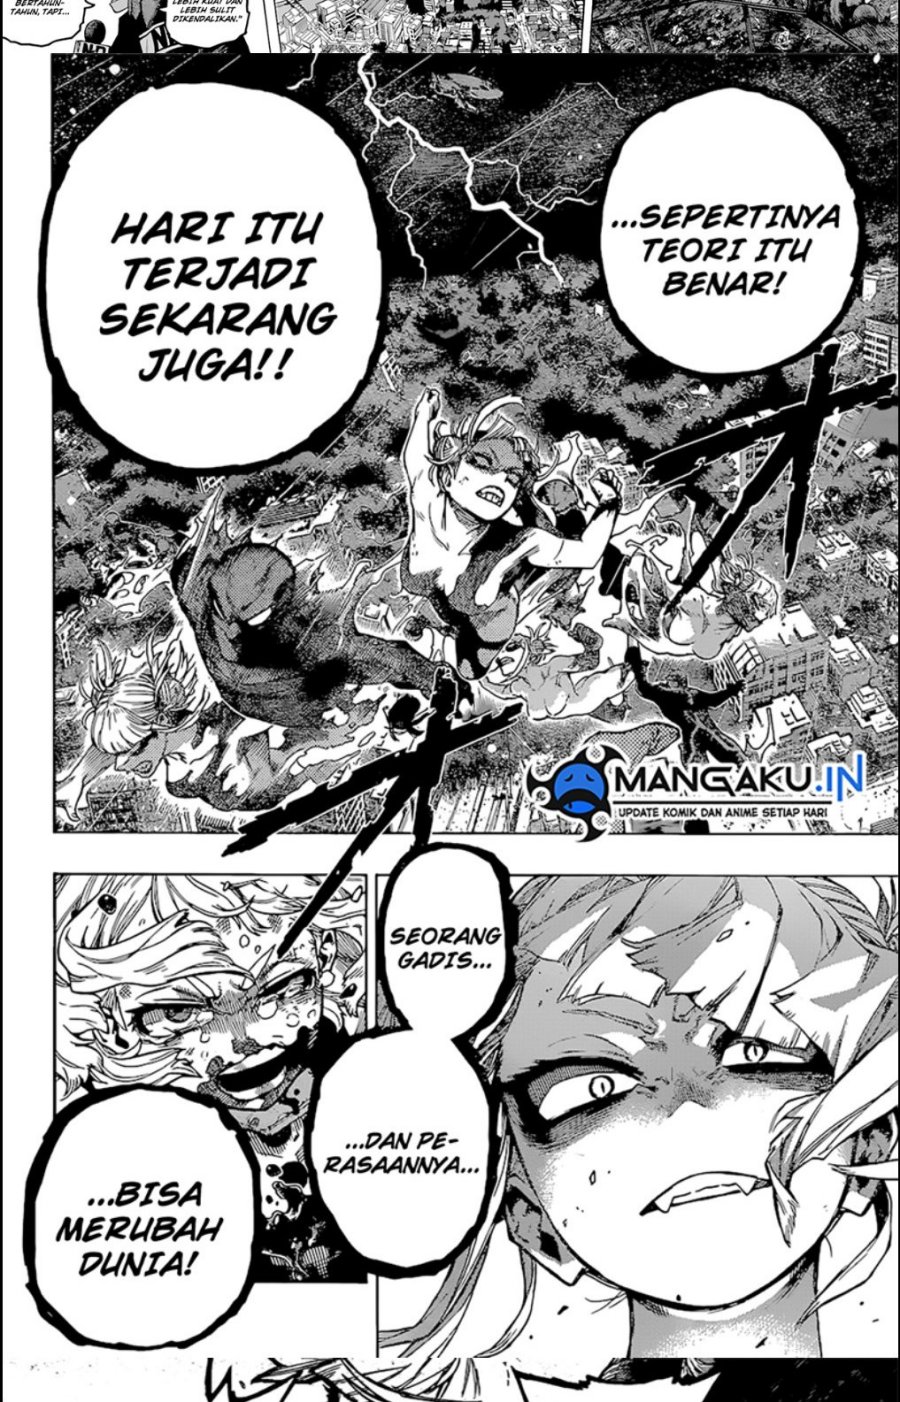 BERTAHUN-
TAHUN, TAPI...
LEBIH KUAT DAN
LEBIH SULIT
DIKENDALIKAN."
...SEPERTINYA
TEORI ITU
BENAR!
HARI ITU
TERJADI
SEKARANG
JUGA!!
MANGAKU.IN
UPDATE KOMIK DAN ANIME SETIAP HARI
SEORANG
GADIS...
...DAN PE-
RASAANNYA...
...BISA
MERUBAH
DUNIA!